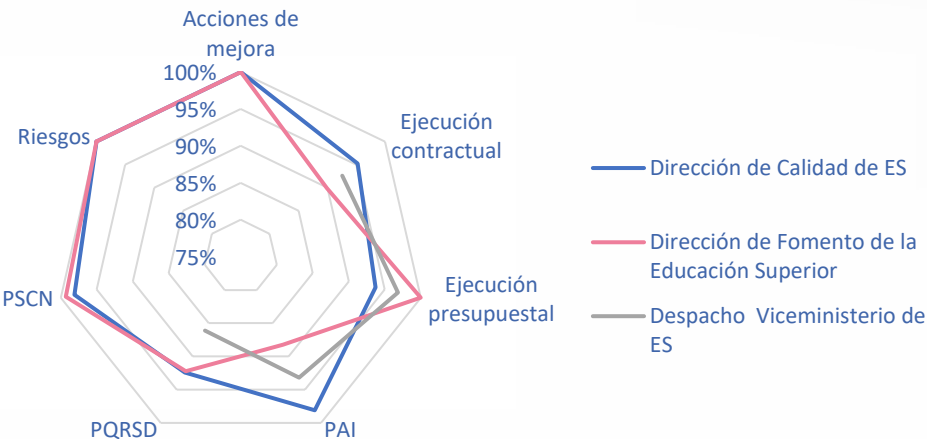 Acciones de
mejora
100%
95%
90%
85%
80%
75%
Ejecución
contractual
Ejecución
presupuestal
PAI
PQRSD
PSCN
Riesgos
Dirección de Calidad de ES
Dirección de Fomento de la
Educación Superior
Despacho Viceministerio de
ES